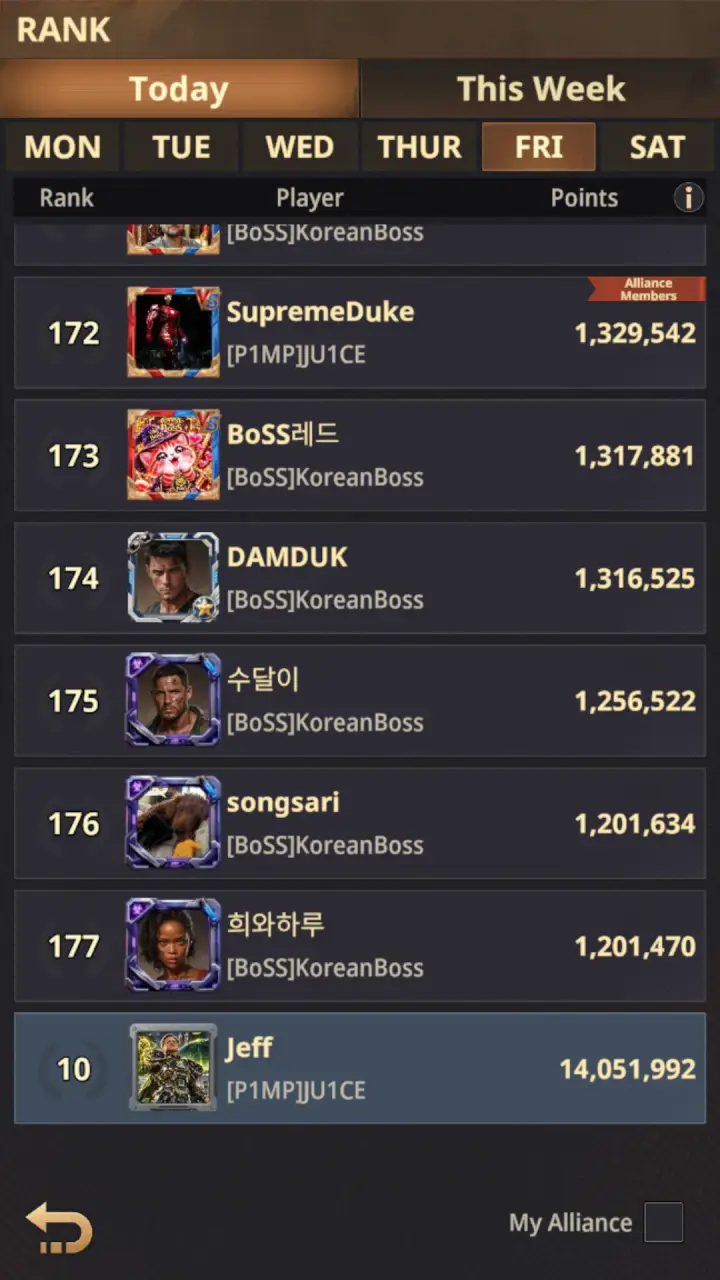 RANK
Today
This Week
MON
TUE
WED
THUR
FRI
SAT
Rank
Player
Points
[BoSS]KoreanBoss
Alliance
Members
172
SupremeDuke
1,329,542
[P1MP]JU1CE
173
BoSS레드
1,317,881
[BoSS]KoreanBoss
174
DAMDUK
1,316,525
[BoSS]KoreanBoss
175
수달이
1,256,522
[BoSS]KoreanBoss
176
songsari
1,201,634
[BoSS]KoreanBoss
177
희와하루
1,201,470
[BoSS]KoreanBoss
10
Jeff
14,051,992
[P1MP]JU1CE
My Alliance